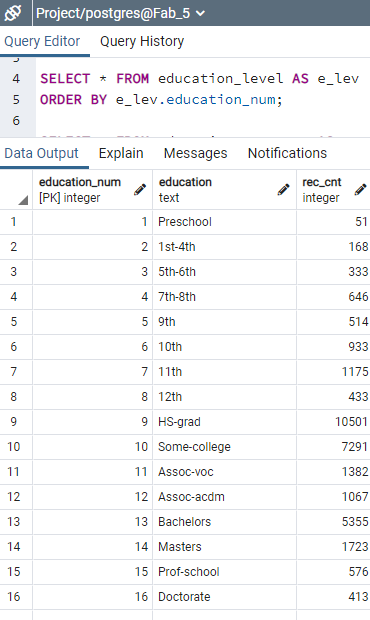 Project/postgres@Fab_5
Query Editor Query History
4 SELECT * FROM education_level AS e_lev
5 ORDER BY e_lev.education_num;
6
Data Output Explain Messages Notifications
education_num education rec_cnt
[PK] integer text integer
1 1 Preschool 51
2 2 1st-4th 168
3 3 5th-6th 333
4 4 7th-8th 646
5 5 9th 514
6 6 10th 933
7 7 11th 1175
8 8 12th 433
9 9 HS-grad 10501
10 10 Some-college 7291
11 11 Assoc-voc 1382
12 12 Assoc-acdm 1067
13 13 Bachelors 5355
14 14 Masters 1723
15 15 Prof-school 576
16 16 Doctorate 413